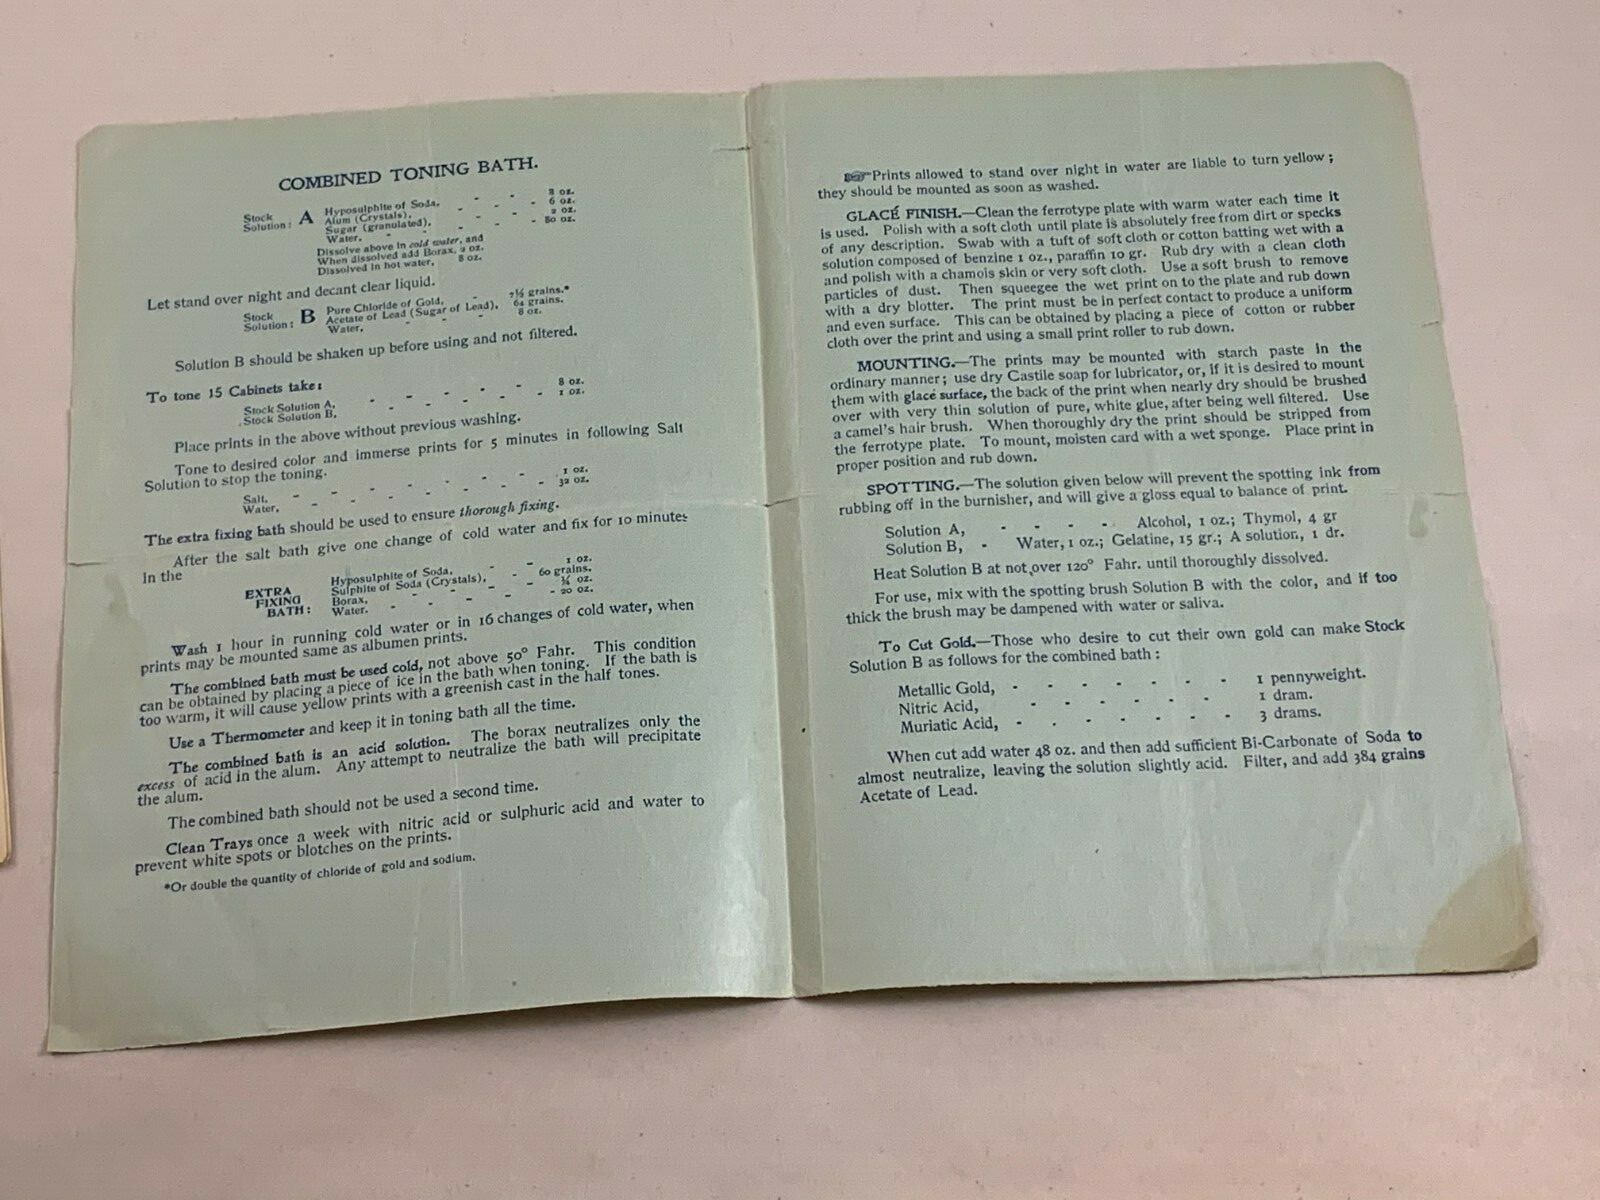 COMBINED TONING BATH.
Stock Solution: A Hyposulphite of Soda, - - - 8 oz.
Alum (Crystals), - - - 6 oz.
Sugar (granulated), - - - 2 oz.
Water, - - - - 80 oz.
Dissolve above in cold water, and
When dissolved add Borax, 2 oz.
Dissolved in hot water, 8 oz.
Let stand over night and decant clear liquid.
Stock Solution: B Pure Chloride of Gold, - 7½ grains.*
Acetate of Lead (Sugar of Lead), 64 grains.
Water, - - - 8 oz.
Solution B should be shaken up before using and not filtered.
To tone 15 Cabinets take:
Stock Solution A, - - - - - 8 oz.
Stock Solution B, - - - - - 1 oz.
Place prints in the above without previous washing.
Tone to desired color and immerse prints for 5 minutes in following Salt
Solution to stop the toning.
Salt, - - - - - - - 1 oz.
Water, - - - - - - - 32 oz.
The extra fixing bath should be used to ensure thorough fixing.
After the salt bath give one change of cold water and fix for 10 minutes
in the
EXTRA FIXING BATH: Hyposulphite of Soda, - - 1 oz.
Sulphite of Soda (Crystals), - - 60 grains.
Borax, - - - - ¼ oz.
Water. - - - - - 20 oz.
Wash 1 hour in running cold water or in 16 changes of cold water, when
prints may be mounted same as albumen prints.
The combined bath must be used cold, not above 50° Fahr. This condition
can be obtained by placing a piece of ice in the bath when toning. If the bath is
too warm, it will cause yellow prints with a greenish cast in the half tones.
Use a Thermometer and keep it in toning bath all the time.
The combined bath is an acid solution. The borax neutralizes only the
excess of acid in the alum. Any attempt to neutralize the bath will precipitate
the alum.
The combined bath should not be used a second time.
Clean Trays once a week with nitric acid or sulphuric acid and water to
prevent white spots or blotches on the prints.
*Or double the quantity of chloride of gold and sodium.
☞Prints allowed to stand over night in water are liable to turn yellow;
they should be mounted as soon as washed.
GLACÉ FINISH.—Clean the ferrotype plate with warm water each time it
is used. Polish with a soft cloth until plate is absolutely free from dirt or specks
of any description. Swab with a tuft of soft cloth or cotton batting wet with a
solution composed of benzine 1 oz., paraffin 10 gr. Rub dry with a clean cloth
and polish with a chamois skin or very soft cloth. Use a soft brush to remove
particles of dust. Then squeegee the wet print on to the plate and rub down
with a dry blotter. The print must be in perfect contact to produce a uniform
and even surface. This can be obtained by placing a piece of cotton or rubber
cloth over the print and using a small print roller to rub down.
MOUNTING.—The prints may be mounted with starch paste in the
ordinary manner; use dry Castile soap for lubricator, or, if it is desired to mount
them with glacé surface, the back of the print when nearly dry should be brushed
over with very thin solution of pure, white glue, after being well filtered. Use
a camel's hair brush. When thoroughly dry the print should be stripped from
the ferrotype plate. To mount, moisten card with a wet sponge. Place print in
proper position and rub down.
SPOTTING.—The solution given below will prevent the spotting ink from
rubbing off in the burnisher, and will give a gloss equal to balance of print.
Solution A, - - - - Alcohol, 1 oz.; Thymol, 4 gr
Solution B, - Water, 1 oz.; Gelatine, 15 gr.; A solution, 1 dr.
Heat Solution B at not over 120° Fahr. until thoroughly dissolved.
For use, mix with the spotting brush Solution B with the color, and if too
thick the brush may be dampened with water or saliva.
To Cut Gold.—Those who desire to cut their own gold can make Stock
Solution B as follows for the combined bath:
Metallic Gold, - - - - - - - 1 pennyweight.
Nitric Acid, - - - - - - 1 dram.
Muriatic Acid, - - - - - - - 3 drams.
When cut add water 48 oz. and then add sufficient Bi-Carbonate of Soda to
almost neutralize, leaving the solution slightly acid. Filter, and add 384 grains
Acetate of Lead.